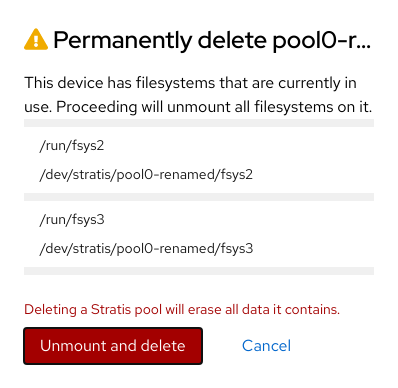 Permanently delete pool0-r...
This device has filesystems that are currently in
use. Proceeding will unmount all filesystems on it.
/run/fsys2
/dev/stratis/pool0-renamed/fsys2
/run/fsys3
/dev/stratis/pool0-renamed/fsys3
Deleting a Stratis pool will erase all data it contains.
Unmount and delete
Cancel